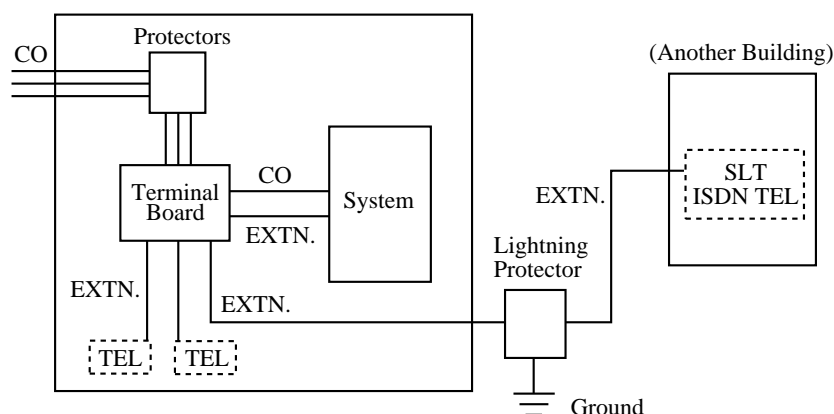 Protectors
CO
(Another Building)
Terminal
Board
CO
EXTN.
System
SLT
ISDN TEL
EXTN.
Lightning
Protector
EXTN.
EXTN.
TEL
TEL
Ground